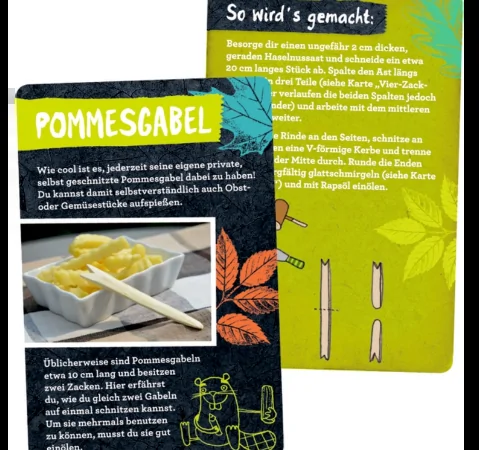 So wird's gemacht:
Besorge dir einen ungefähr 2 cm dicken,
geraden Haselnussast und schneide ein etwa
20 cm langes Stück ab. Spalte den Ast längs
drei Teile (siehe Karte „Vier-Zack-
verlaufen die beiden Spalten jedoch
und arbeite mit dem mittleren
weiter.
Rinde an den Seiten, schnitze an
eine V-förmige Kerbe und trenne
der Mitte durch. Runde die Enden
glattschmirgeln (siehe Karte
und mit Rapsöl einölen.
POMMESGABEL
Wie cool ist es, jederzeit seine eigene private,
selbst geschnitzte Pommesgabel dabei zu haben!
Du kannst damit selbstverständlich auch Obst-
oder Gemüsestücke aufspießen.
Üblicherweise sind Pommesgabeln
etwa 10 cm lang und besitzen
zwei Zacken. Hier erfährst
du, wie du gleich zwei Gabeln
auf einmal schnitzen kannst.
Um sie mehrmals benutzen
zu können, musst du sie gut
einölen.